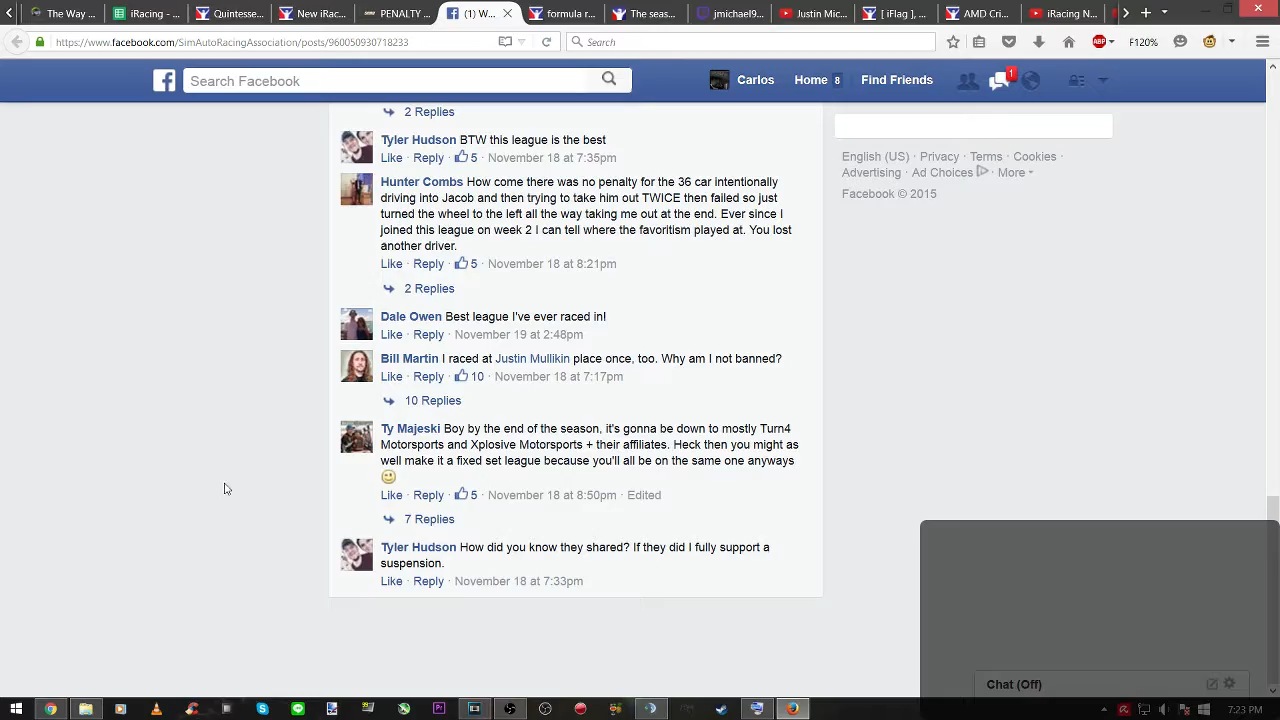 The Way
iRacing -
Quintesse
New iRac
PENALTY
(1) W...
formula r
The seas
jmichael9
Justin Mic
[ iFlag ],
AMD Cri
iRacing N
https://www.facebook.com/SimAutoRacingAssociation/posts/960050930718233
Search
ABP
F120%
Search Facebook
Carlos
Home 8
Find Friends
1
2 Replies
Tyler Hudson BTW this league is the best
Like · Reply · 5 · November 18 at 7:35pm
Hunter Combs How come there was no penalty for the 36 car intentionally
driving into Jacob and then trying to take him out TWICE then failed so just
turned the wheel to the left all the way taking me out at the end. Ever since I
joined this league on week 2 I can tell where the favoritism played at. You lost
another driver.
Like · Reply · 5 · November 18 at 8:21pm
2 Replies
Dale Owen Best league I've ever raced in!
Like · Reply · November 19 at 2:48pm
Bill Martin I raced at Justin Mullikin place once, too. Why am I not banned?
Like · Reply · 10 · November 18 at 7:17pm
10 Replies
Ty Majeski Boy by the end of the season, it's gonna be down to mostly Turn4
Motorsports and Xplosive Motorsports + their affiliates. Heck then you might as
well make it a fixed set league because you'll all be on the same one anyways
Like · Reply · 5 · November 18 at 8:50pm · Edited
7 Replies
Tyler Hudson How did you know they shared? If they did I fully support a
suspension.
Like · Reply · November 18 at 7:33pm
English (US) · Privacy · Terms · Cookies ·
Advertising · Ad Choices · More
Facebook © 2015
Chat (Off)
7:23 PM